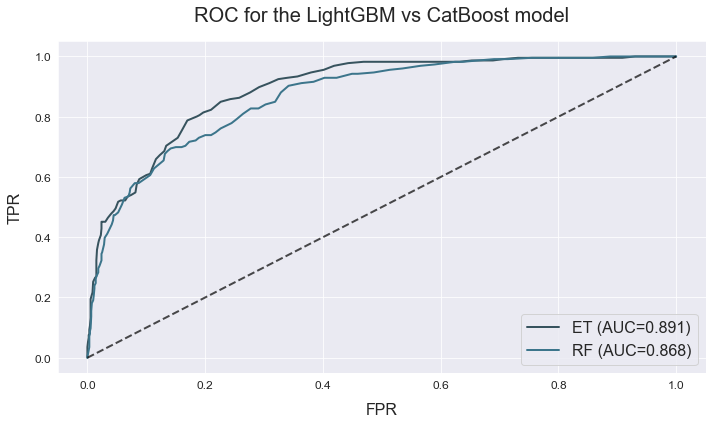 ROC for the LightGBM vs CatBoost model
TPR
1.0
0.8
0.6
0.4
0.2
0.0
ET (AUC=0.891)
RF (AUC=0.868)
0.0 0.2 0.4 0.6 0.8 1.0
FPR